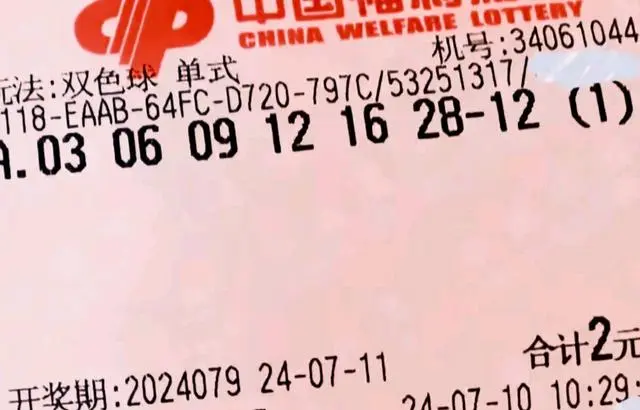 中国福利
CHINA WELFARE LOTTERY
机号:34061044
玩法:双色球 单式
118-EAAB-64FC-D720-797C/53251317/
A.03 06 09 12 16 28-12 (1)
合计2元
开奖期:2024079 24-07-11
24-07-10 10:29: